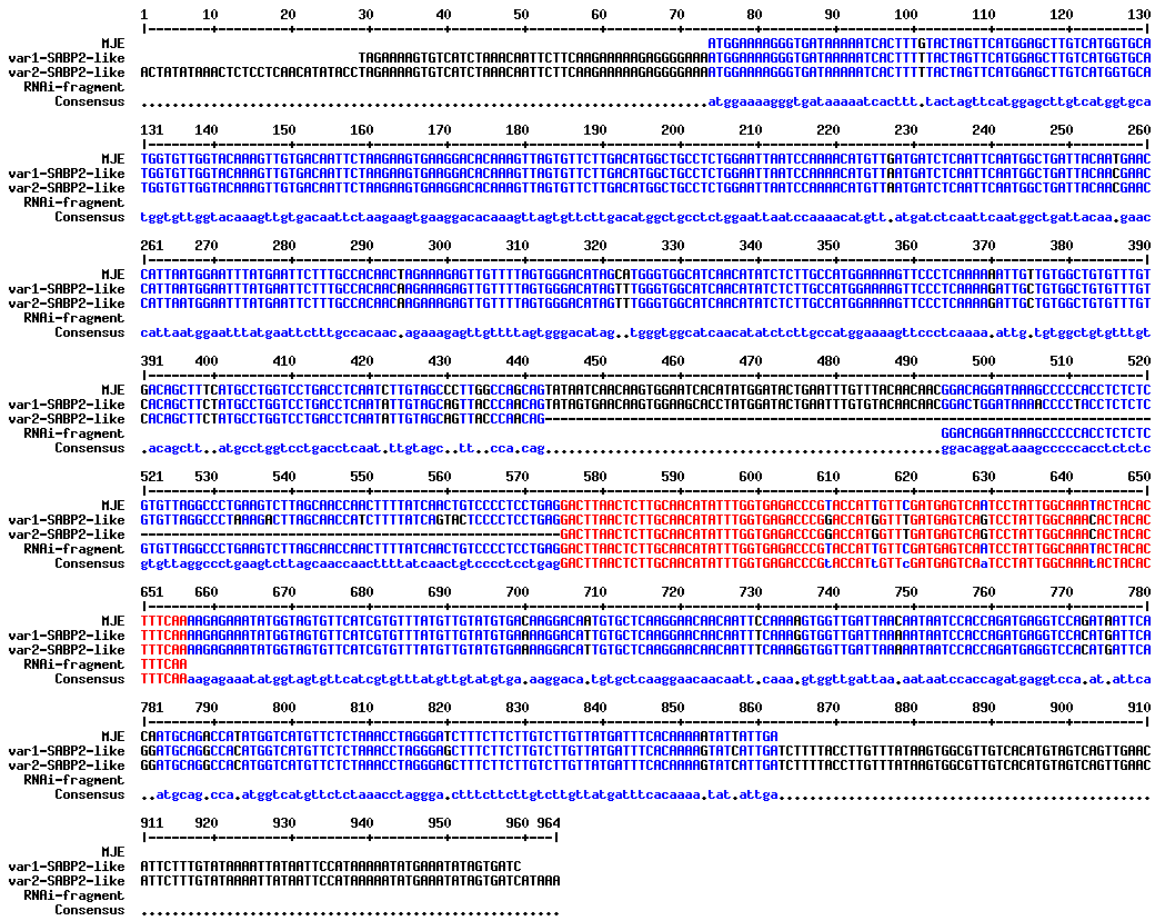 1 10 20 30 40 50 60 70 80 90 100 110 120 130
|--------+---------+---------+---------+---------+---------+---------+---------+---------+---------+---------+---------+---------|
MJE ATGGAAAAGGGTGATAAAAATCACTTTGTACTAGTTCATGGAGCTTGTCATGGTGCA
var1-SABP2-like TAGAAAAGTGTCATCTAAACAATTCTTCAAGAAAAAGAGGGGAAAATGGAAAAGGGTGATAAAAATCACTTTTTACTAGTTCATGGAGCTTGTCATGGTGCA
var2-SABP2-like ACTATATAAACTCTCCTCAACATATACCTAGAAAAGTGTCATCTAAACAATTCTTCAAGAAAAAGAGGGGAAAATGGAAAAGGGTGATAAAAATCACTTTTTACTAGTTCATGGAGCTTGTCATGGTGCA
RNAi-fragment
Consensus .........................................................................atggaaaagggtgataaaaatcacttt.tactagttcatggagcttgtcatggtgca
131 140 150 160 170 180 190 200 210 220 230 240 250 260
|--------+---------+---------+---------+---------+---------+---------+---------+---------+---------+---------+---------+---------|
MJE TGGTGTTGGTACAAAGTTGTGACAATTCTAAGAAGTGAAGGACACAAAGTTAGTGTTCTTGACATGGCTGCCTCTGGAATTAATCCAAAACATGTTGATGATCTCAATTCAATGGCTGATTACAATGAAC
var1-SABP2-like TGGTGTTGGTACAAAGTTGTGACAATTCTAAGAAGTGAAGGACACAAAGTTAGTGTTCTTGACATGGCTGCCTCTGGAATTAATCCAAAACATGTTAATGATCTCAATTCAATGGCTGATTACAACGAAC
var2-SABP2-like TGGTGTTGGTACAAAGTTGTGACAATTCTAAGAAGTGAAGGACACAAAGTTAGTGTTCTTGACATGGCTGCCTCTGGAATTAATCCAAAACATGTTAATGATCTCAATTCAATGGCTGATTACAACGAAC
RNAi-fragment
Consensus tggtgttggtacaaagttgtgacaattctaagaagtgaaggacacaaagttagtgttcttgacatggctgcctctggaattaatccaaaacatgtt.atgatctcaattcaatggctgattacaa.gaac
261 270 280 290 300 310 320 330 340 350 360 370 380 390
|--------+---------+---------+---------+---------+---------+---------+---------+---------+---------+---------+---------+---------|
MJE CATTAATGGAATTTATGAATTCTTTGCCACAACTAGAAAGAGTTGTTTTAGTGGGACATAGCATGGGTGGCATCAACATATCTCTTGCCATGGAAAAGTTCCCTCAAAAAATTGTTGTGGCTGTGTTTGT
var1-SABP2-like CATTAATGGAATTTATGAATTCTTTGCCACAACAAGAAAGAGTTGTTTTAGTGGGACATAGTTTGGGTGGCATCAACATATCTCTTGCCATGGAAAAGTTCCCTCAAAAGATTGCTGTGGCTGTGTTTGT
var2-SABP2-like CATTAATGGAATTTATGAATTCTTTGCCACAACAAGAAAGAGTTGTTTTAGTGGGACATAGTTTGGGTGGCATCAACATATCTCTTGCCATGGAAAAGTTCCCTCAAAAGATTGCTGTGGCTGTGTTTGT
RNAi-fragment
Consensus cattaatggaatttatgaattctttgccacaac.agaaagagttgttttagtgggacatag..tgggtggcatcaacatatctcttgccatggaaaagttccctcaaaa.attg.tgtggctgtgtttgt
391 400 410 420 430 440 450 460 470 480 490 500 510 520
|--------+---------+---------+---------+---------+---------+---------+---------+---------+---------+---------+---------+---------|
MJE GACAGCTTTCATGCCTGGTCCTGACCTCAATCTTGTAGCCCTTGGCCAGCAGTATAATCAACAAGTGGAATCACATATGGATACTGAATTTGTTTACAACAACGGACAGGATAAAGCCCCCACCTCTCTC
var1-SABP2-like CACAGCTTCTATGCCTGGTCCTGACCTCAATATTGTAGCAGTTACCCAACAGTATAGTGAACAAGTGGAAGCACCTATGGATACTGAATTTGTGTACAACAACGGACTGGATAAAACCCCTACCTCTCTC
var2-SABP2-like CACAGCTTCTATGCCTGGTCCTGACCTCAATATTGTAGCAGTTACCCAACAG------------------------------------------------------------------------------
RNAi-fragment GGACAGGATAAAGCCCCCACCTCTCTC
Consensus .acagctt..atgcctggtcctgacctcaat.ttgtagc..tt..cca.cag...................................................ggacaggataaagcccccacctctctc
521 530 540 550 560 570 580 590 600 610 620 630 640 650
|--------+---------+---------+---------+---------+---------+---------+---------+---------+---------+---------+---------+---------|
MJE GTGTTAGGCCCTGAAGTCTTAGCAACCAACTTTTATCAACTGTCCCCTCCTGAGGACTTAACTCTTGCAACATATTTGGTGAGACCCGTACCATTGTTCGATGAGTCAATCCTATTGGCAAATACTACAC
var1-SABP2-like GTGTTAGGCCCTAAAGACTTAGCAACCATCTTTTATCAGTACTCCCCTCCTGAGGACTTAACTCTTGCAACATATTTGGTGAGACCCGGACCATGGTTTGATGAGTCAGTCCTATTGGCAAACACTACAC
var2-SABP2-like ------------------------------------------------------GACTTAACTCTTGCAACATATTTGGTGAGACCCGGACCATGGTTTGATGAGTCAGTCCTATTGGCAAACACTACAC
RNAi-fragment GTGTTAGGCCCTGAAGTCTTAGCAACCAACTTTTATCAACTGTCCCCTCCTGAGGACTTAACTCTTGCAACATATTTGGTGAGACCCGTACCATTGTTCGATGAGTCAATCCTATTGGCAAATACTACAC
Consensus gtgttaggccctgaagtcttagcaaccaacttttatcaactgtcccctcctgagGACTTAACTCTTGCAACATATTTGGTGAGACCCGtACCATtGTTcGATGAGTCAaTCCTATTGGCAAAtACTACAC
651 660 670 680 690 700 710 720 730 740 750 760 770 780
|--------+---------+---------+---------+---------+---------+---------+---------+---------+---------+---------+---------+---------|
MJE TTTCAAAAGAGAAATATGGTAGTGTTCATCGTGTTTATGTTGTATGTGACAAGGACAATGTGCTCAAGGAACAACAATTCCAAAAGTGGTTGATTAACAATAATCCACCAGATGAGGTCCAGATAATTCA
var1-SABP2-like TTTCAAAAGAGAAATATGGTAGTGTTCATCGTGTTTATGTTGTATGTGAAAAGGACATTGTGCTCAAGGAACAACAATTTCAAAGGTGGTTGATTAAAAATAATCCACCAGATGAGGTCCACATGATTCA
var2-SABP2-like TTTCAAAAGAGAAATATGGTAGTGTTCATCGTGTTTATGTTGTATGTGAAAAGGACATTGTGCTCAAGGAACAACAATTTCAAAGGTGGTTGATTAAAAATAATCCACCAGATGAGGTCCACATGATTCA
RNAi-fragment TTTCAA
Consensus TTTCAAaagagaaatatggtagtgttcatcgtgtttatgttgtatgtga.aaggaca.tgtgctcaaggaacaacaatt.caaa.gtggttgattaa.aataatccaccagatgaggtcca.at.attca
781 790 800 810 820 830 840 850 860 870 880 890 900 910
|--------+---------+---------+---------+---------+---------+---------+---------+---------+---------+---------+---------+---------|
MJE CAATGCAGACCATATGGTCATGTTCTCTAAACCTAGGGATCTTTCTTCTTGTCTTGTTATGATTTCACAAAAATATTATTGA
var1-SABP2-like GGATGCAGGCCACATGGTCATGTTCTCTAAACCTAGGGAGCTTTCTTCTTGTCTTGTTATGATTTCACAAAAGTATCATTGATCTTTTACCTTGTTTATAAGTGGCGTTGTCACATGTAGTCAGTTGAAC
var2-SABP2-like GGATGCAGGCCACATGGTCATGTTCTCTAAACCTAGGGAGCTTTCTTCTTGTCTTGTTATGATTTCACAAAAGTATCATTGATCTTTTACCTTGTTTATAAGTGGCGTTGTCACATGTAGTCAGTTGAAC
RNAi-fragment
Consensus ..atgcag.cca.atggtcatgttctctaaacctaggga.ctttcttcttgtcttgttatgatttcacaaaa.tat.attga................................................
911 920 930 940 950 960 964
|--------+---------+---------+---------+---------+---|
MJE
var1-SABP2-like ATTCTTTGTATAAAATTATAATTCCATAAAAATATGAAATATAGTGATC
var2-SABP2-like ATTCTTTGTATAAAATTATAATTCCATAAAAATATGAAATATAGTGATCATAAA
RNAi-fragment
Consensus ......................................................